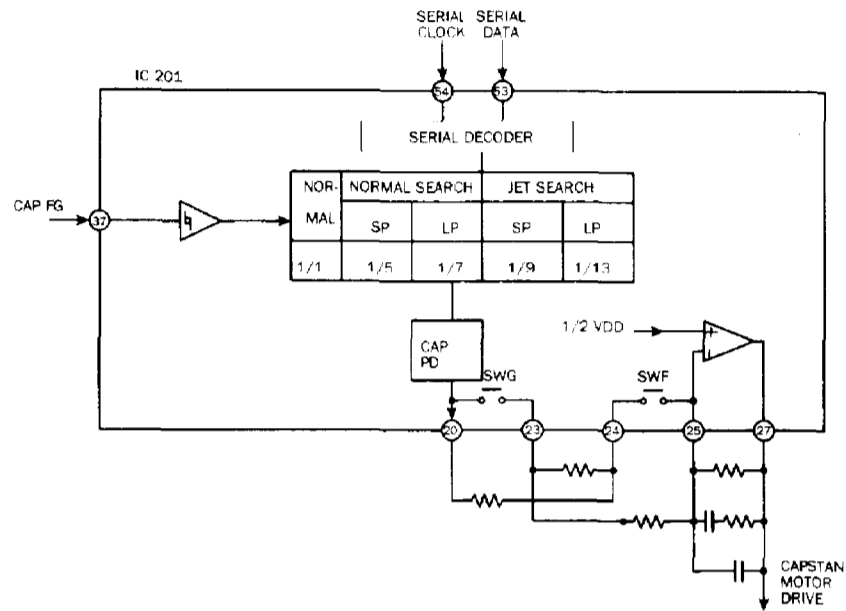 SERIAL CLOCK
SERIAL DATA
IC 201
54
53
SERIAL DECODER
NOR-MAL
NORMAL SEARCH
JET SEARCH
CAP FG
37
SP
LP
SP
LP
1/1
1/5
1/7
1/9
1/13
1/2 VDD
+
-
CAP PD
SWG
SWF
20
23
24
25
27
CAPSTAN
MOTOR
DRIVE